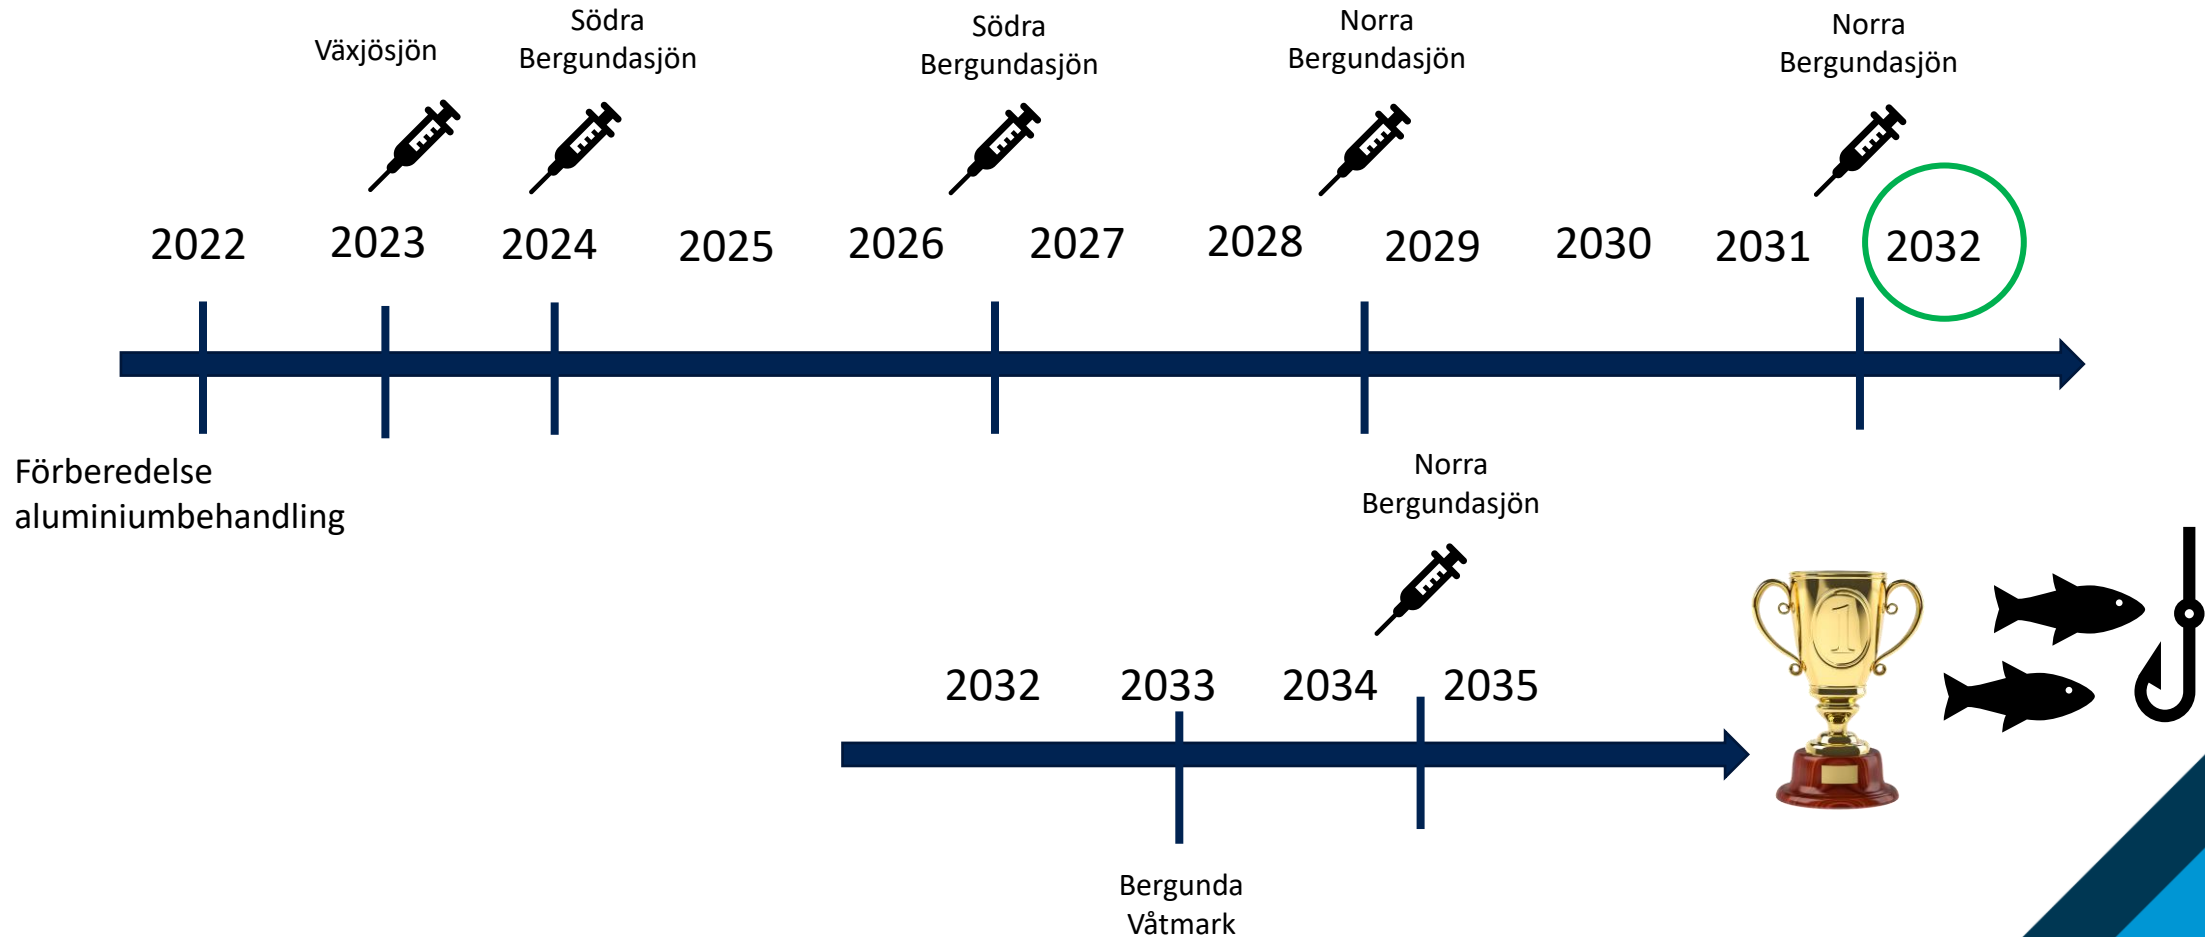 Växjösjön
Södra
Bergundasjön
Södra
Bergundasjön
Norra
Bergundasjön
Norra
Bergundasjön
2022 2023 2024 2025 2026 2027 2028 2029 2030 2031 2032
Förberedelse
aluminiumbehandling
Norra
Bergundasjön
2032 2033 2034 2035
1
Bergunda
Våtmark